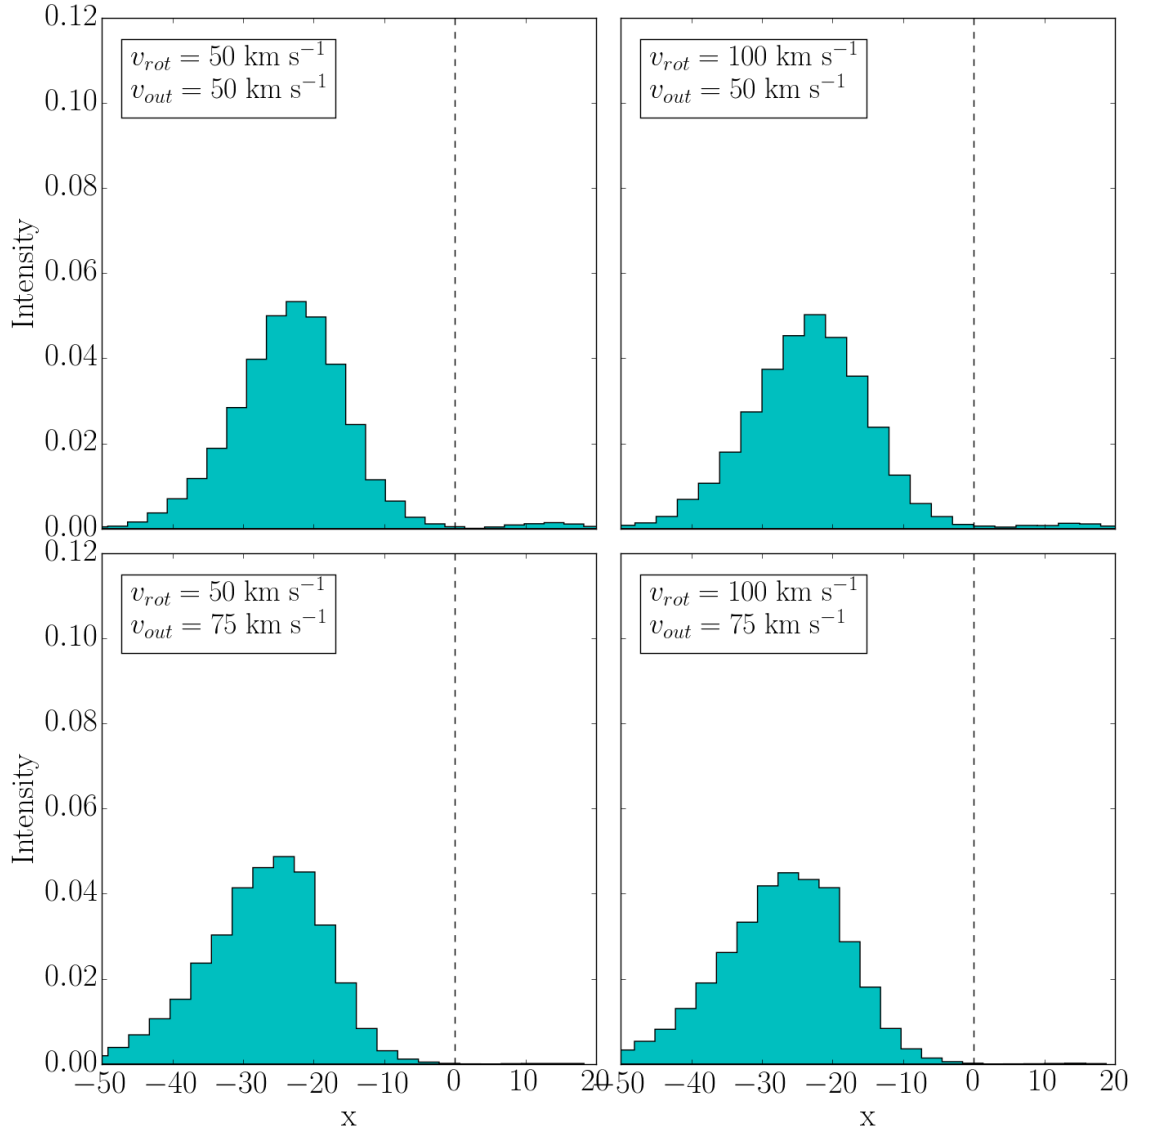 0.12
0.10
0.08
0.06
0.04
0.02
0.00
Intensity
v_rot = 50 km s⁻¹
v_out = 50 km s⁻¹
v_rot = 100 km s⁻¹
v_out = 50 km s⁻¹
0.12
0.10
0.08
0.06
0.04
0.02
0.00
Intensity
v_rot = 50 km s⁻¹
v_out = 75 km s⁻¹
v_rot = 100 km s⁻¹
v_out = 75 km s⁻¹
−50 −40 −30 −20 −10 0 10 20
x
−50 −40 −30 −20 −10 0 10 20
x